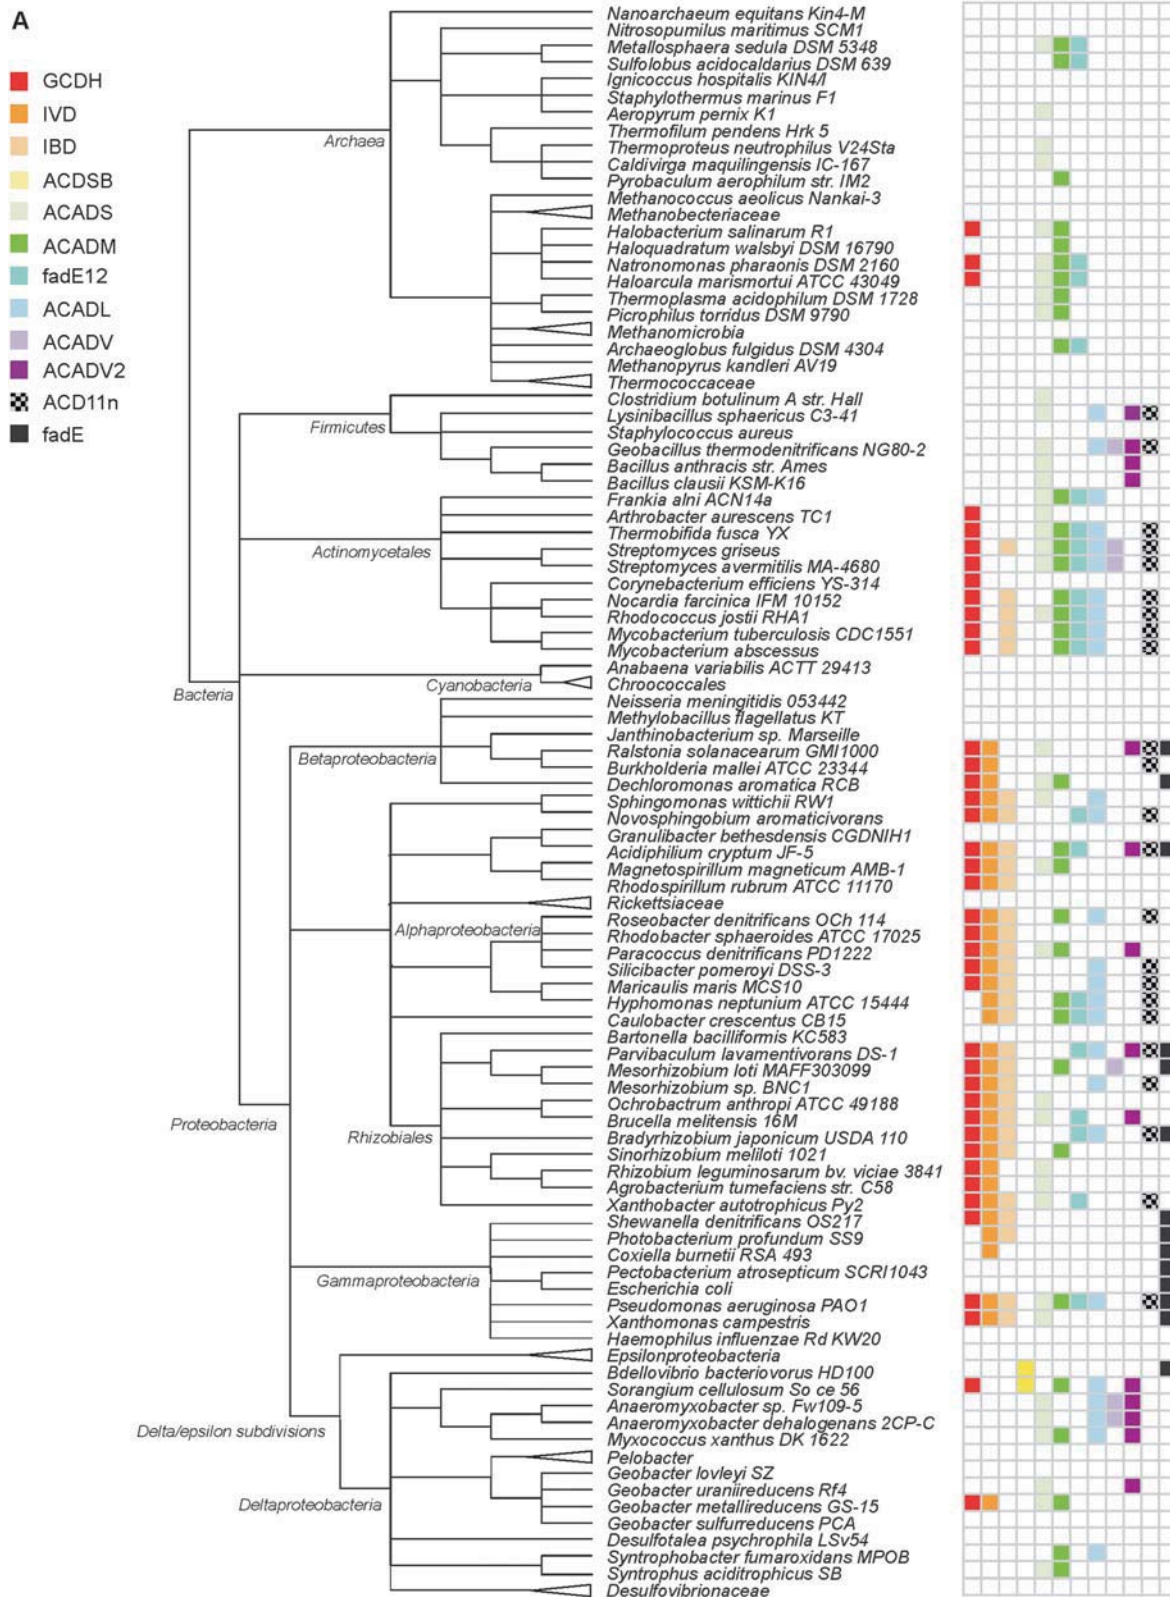 A
GCDH
IVD
IBD
ACDSB
ACADS
ACADM
fadE12
ACADL
ACADV
ACADV2
ACD11n
fadE
Archaea
Firmicutes
Actinomycetales
Bacteria
Cyanobacteria
Betaproteobacteria
Alphaproteobacteria
Proteobacteria
Rhizobiales
Gammaproteobacteria
Delta/epsilon subdivisions
Deltaproteobacteria
Nanoarchaeum equitans Kin4-M
Nitrosopumilus maritimus SCM1
Metallosphaera sedula DSM 5348
Sulfolobus acidocaldarius DSM 639
Ignicoccus hospitalis KIN4/I
Staphylothermus marinus F1
Aeropyrum pernix K1
Thermofilum pendens Hrk 5
Thermoproteus neutrophilus V24Sta
Caldivirga maquilingensis IC-167
Pyrobaculum aerophilum str. IM2
Methanococcus aeolicus Nankai-3
Methanobecteriaceae
Halobacterium salinarum R1
Haloquadratum walsbyi DSM 16790
Natronomonas pharaonis DSM 2160
Haloarcula marismortui ATCC 43049
Thermoplasma acidophilum DSM 1728
Picrophilus torridus DSM 9790
Methanomicrobia
Archaeoglobus fulgidus DSM 4304
Methanopyrus kandleri AV19
Thermococcaceae
Clostridium botulinum A str. Hall
Lysinibacillus sphaericus C3-41
Staphylococcus aureus
Geobacillus thermodenitrificans NG80-2
Bacillus anthracis str. Ames
Bacillus clausii KSM-K16
Frankia alni ACN14a
Arthrobacter aurescens TC1
Thermobifida fusca YX
Streptomyces griseus
Streptomyces avermitilis MA-4680
Corynebacterium efficiens YS-314
Nocardia farcinica IFM 10152
Rhodococcus jostii RHA1
Mycobacterium tuberculosis CDC1551
Mycobacterium abscessus
Anabaena variabilis ACTT 29413
Chroococcales
Neisseria meningitidis 053442
Methylobacillus flagellatus KT
Janthinobacterium sp. Marseille
Ralstonia solanacearum GMI1000
Burkholderia mallei ATCC 23344
Dechloromonas aromatica RCB
Sphingomonas wittichii RW1
Novosphingobium aromaticivorans
Granulibacter bethesdensis CGDNIH1
Acidiphilium cryptum JF-5
Magnetospirillum magneticum AMB-1
Rhodospirillum rubrum ATCC 11170
Rickettsiaceae
Roseobacter denitrificans OCh 114
Rhodobacter sphaeroides ATCC 17025
Paracoccus denitrificans PD1222
Silicibacter pomeroyi DSS-3
Maricaulis maris MCS10
Hyphomonas neptunium ATCC 15444
Caulobacter crescentus CB15
Bartonella bacilliformis KC583
Parvibaculum lavamentivorans DS-1
Mesorhizobium loti MAFF303099
Mesorhizobium sp. BNC1
Ochrobactrum anthropi ATCC 49188
Brucella melitensis 16M
Bradyrhizobium japonicum USDA 110
Sinorhizobium meliloti 1021
Rhizobium leguminosarum bv. viciae 3841
Agrobacterium tumefaciens str. C58
Xanthobacter autotrophicus Py2
Shewanella denitrificans OS217
Photobacterium profundum SS9
Coxiella burnetii RSA 493
Pectobacterium atrosepticum SCRI1043
Escherichia coli
Pseudomonas aeruginosa PAO1
Xanthomonas campestris
Haemophilus influenzae Rd KW20
Epsilonproteobacteria
Bdellovibrio bacteriovorus HD100
Sorangium cellulosum So ce 56
Anaeromyxobacter sp. Fw109-5
Anaeromyxobacter dehalogenans 2CP-C
Myxococcus xanthus DK 1622
Pelobacter
Geobacter lovleyi SZ
Geobacter uraniireducens Rf4
Geobacter metallireducens GS-15
Geobacter sulfurreducens PCA
Desulfotalea psychrophila LSv54
Syntrophobacter fumaroxidans MPOB
Syntrophus aciditrophicus SB
Desulfovibrionaceae